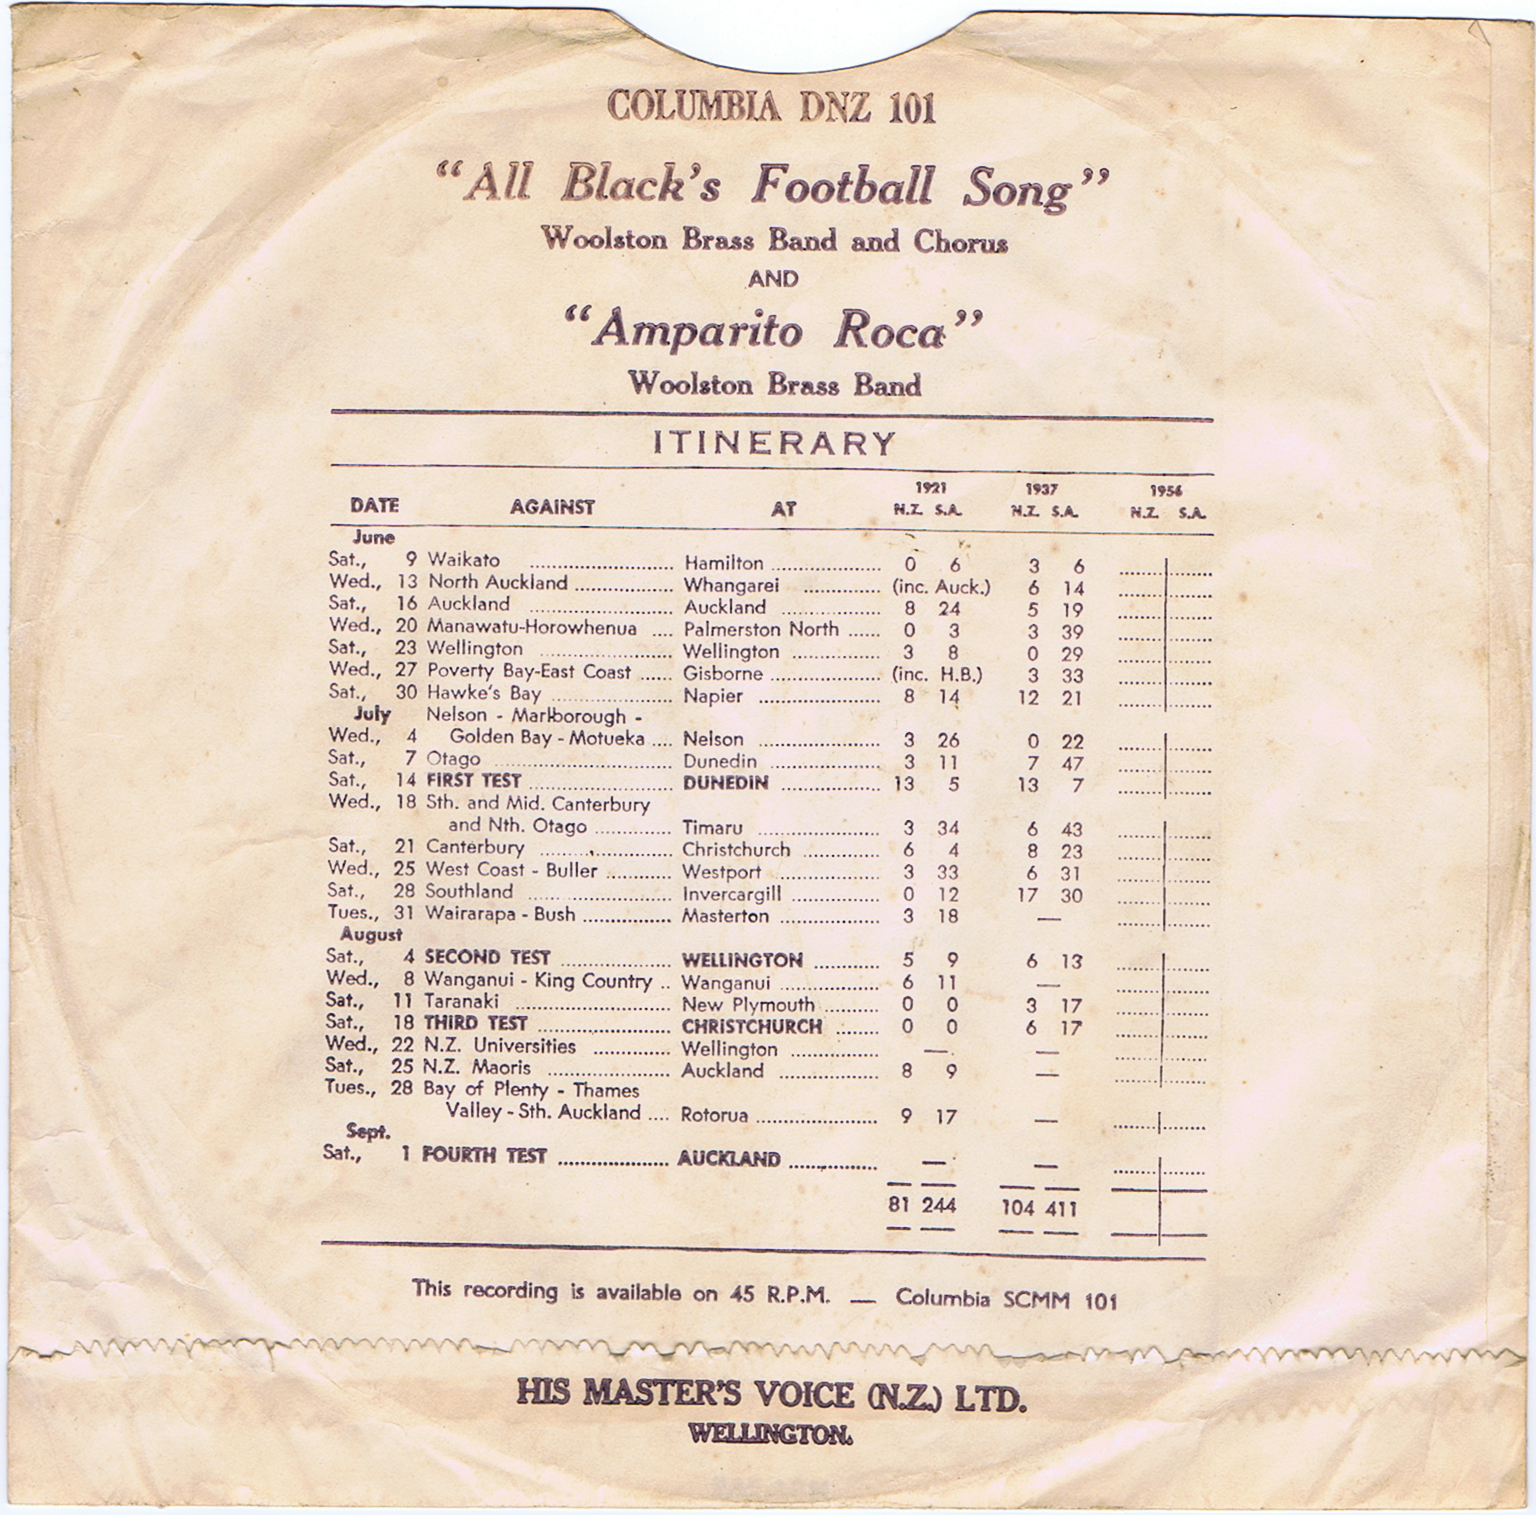 COLUMBIA DNZ 101
"All Black's Football Song"
Woolston Brass Band and Chorus
AND
"Amparito Roca"
Woolston Brass Band
ITINERARY
1921 1937 1956
DATE AGAINST AT N.Z. S.A. N.Z. S.A. N.Z. S.A.
June
Sat., 9 Waikato ........ Hamilton ........ 0 6 3 6 ........
Wed., 13 North Auckland ........ Whangarei ........ (inc. Auck.) 6 14 ........
Sat., 16 Auckland ........ Auckland ........ 8 24 5 19 ........
Wed., 20 Manawatu-Horowhenua .... Palmerston North ...... 0 3 3 39 ........
Sat., 23 Wellington ........ Wellington ........ 3 8 0 29 ........
Wed., 27 Poverty Bay-East Coast ...... Gisborne ........ (inc. H.B.) 3 33 ........
Sat., 30 Hawke's Bay ........ Napier ........ 8 14 12 21 ........
July Nelson - Marlborough -
Wed., 4 Golden Bay - Motueka .... Nelson ........ 3 26 0 22 ........
Sat., 7 Otago ........ Dunedin ........ 3 11 7 47 ........
Sat., 14 FIRST TEST ........ DUNEDIN ........ 13 5 13 7 ........
Wed., 18 Sth. and Mid. Canterbury
and Nth. Otago ........ Timaru ........ 3 34 6 43 ........
Sat., 21 Canterbury ........ Christchurch ........ 6 4 8 23 ........
Wed., 25 West Coast - Buller ........ Westport ........ 3 33 6 31 ........
Sat., 28 Southland ........ Invercargill ........ 0 12 17 30 ........
Tues., 31 Wairarapa - Bush ........ Masterton ........ 3 18 — ........
August
Sat., 4 SECOND TEST ........ WELLINGTON ........ 5 9 6 13 ........
Wed., 8 Wanganui - King Country .. Wanganui ........ 6 11 — ........
Sat., 11 Taranaki ........ New Plymouth ........ 0 0 3 17 ........
Sat., 18 THIRD TEST ........ CHRISTCHURCH ........ 0 0 6 17 ........
Wed., 22 N.Z. Universities ........ Wellington ........ — — ........
Sat., 25 N.Z. Maoris ........ Auckland ........ 8 9 — ........
Tues., 28 Bay of Plenty - Thames
Valley - Sth. Auckland .... Rotorua ........ 9 17 — ........
Sept.
Sat., 1 FOURTH TEST ........ AUCKLAND ........ — — ........
81 244 104 411
This recording is available on 45 R.P.M. — Columbia SCMM 101
HIS MASTER'S VOICE (N.Z.) LTD.
WELLINGTON.